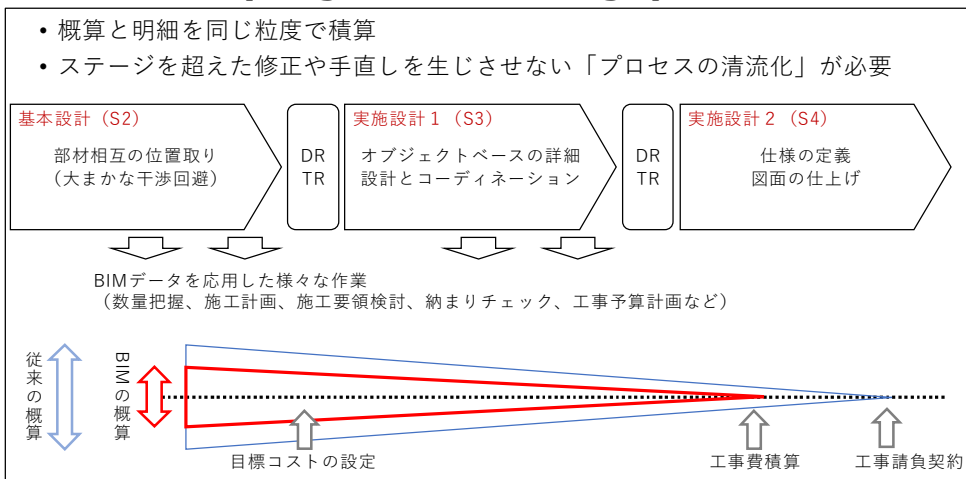 • 概算と明細を同じ粒度で積算
• ステージを超えた修正や手直しを生じさせない「プロセスの清流化」が必要
基本設計（S2）
部材相互の位置取り
(大まかな干渉回避)
DR
TR
実施設計１（S3）
オブジェクトベースの詳細
設計とコーディネーション
DR
TR
実施設計２（S4）
仕様の定義
図面の仕上げ
BIMデータを応用した様々な作業
（数量把握、施工計画、施工要領検討、納まりチェック、工事予算計画など）
従来の概算
BIMの概算
目標コストの設定
工事費積算
工事請負契約